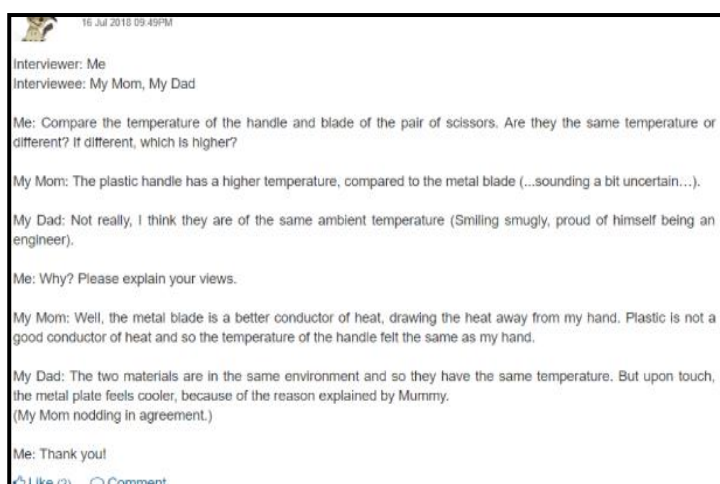 16 Jul 2018 09:49PM
Interviewer: Me
Interviewee: My Mom, My Dad
Me: Compare the temperature of the handle and blade of the pair of scissors. Are they the same temperature or
different? If different, which is higher?
My Mom: The plastic handle has a higher temperature, compared to the metal blade (...sounding a bit uncertain...).
My Dad: Not really, I think they are of the same ambient temperature (Smiling smugly, proud of himself being an
engineer).
Me: Why? Please explain your views.
My Mom: Well, the metal blade is a better conductor of heat, drawing the heat away from my hand. Plastic is not a
good conductor of heat and so the temperature of the handle felt the same as my hand.
My Dad: The two materials are in the same environment and so they have the same temperature. But upon touch,
the metal plate feels cooler, because of the reason explained by Mummy.
(My Mom nodding in agreement.)
Me: Thank you!
Like Comment